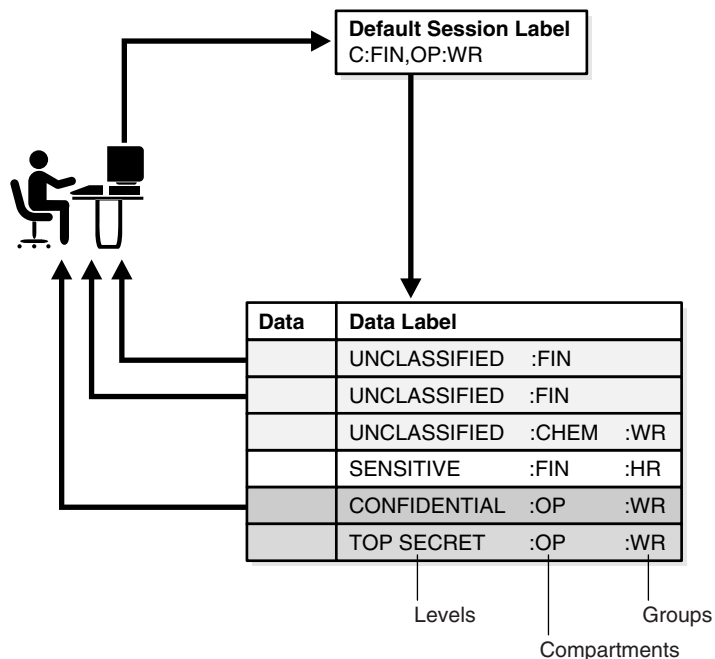 Default Session Label
C:FIN,OP:WR
Data Data Label
UNCLASSIFIED :FIN
UNCLASSIFIED :FIN
UNCLASSIFIED :CHEM :WR
SENSITIVE :FIN :HR
CONFIDENTIAL :OP :WR
TOP SECRET :OP :WR
Levels Groups
Compartments